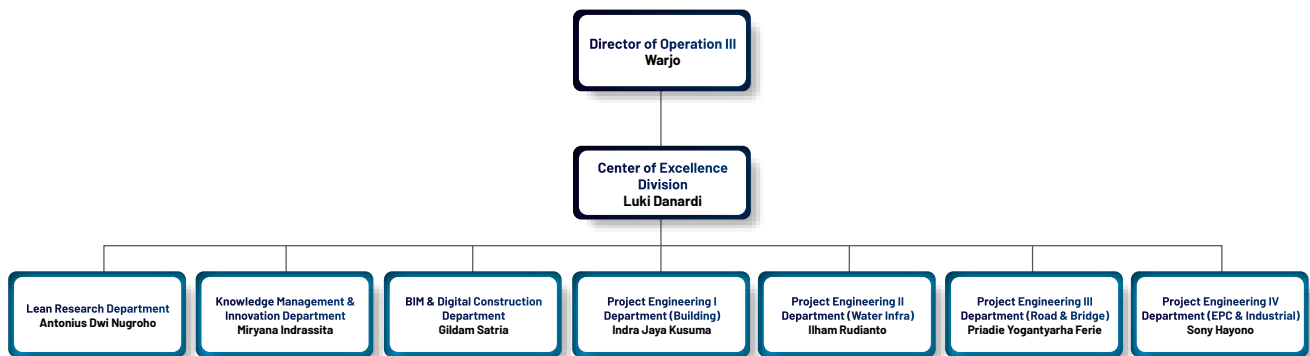 Director of Operation III
Warjo
Center of Excellence
Division
Luki Danardi
Lean Research Department
Antonius Dwi Nugroho
Knowledge Management &
Innovation Department
Miryana Indrassita
BIM & Digital Construction
Department
Gildam Satria
Project Engineering I
Department (Building)
Indra Jaya Kusuma
Project Engineering II
Department (Water Infra)
Ilham Rudianto
Project Engineering III
Department (Road & Bridge)
Priadie Yogantyarha Ferie
Project Engineering IV
Department (EPC & Industrial)
Sony Hayono